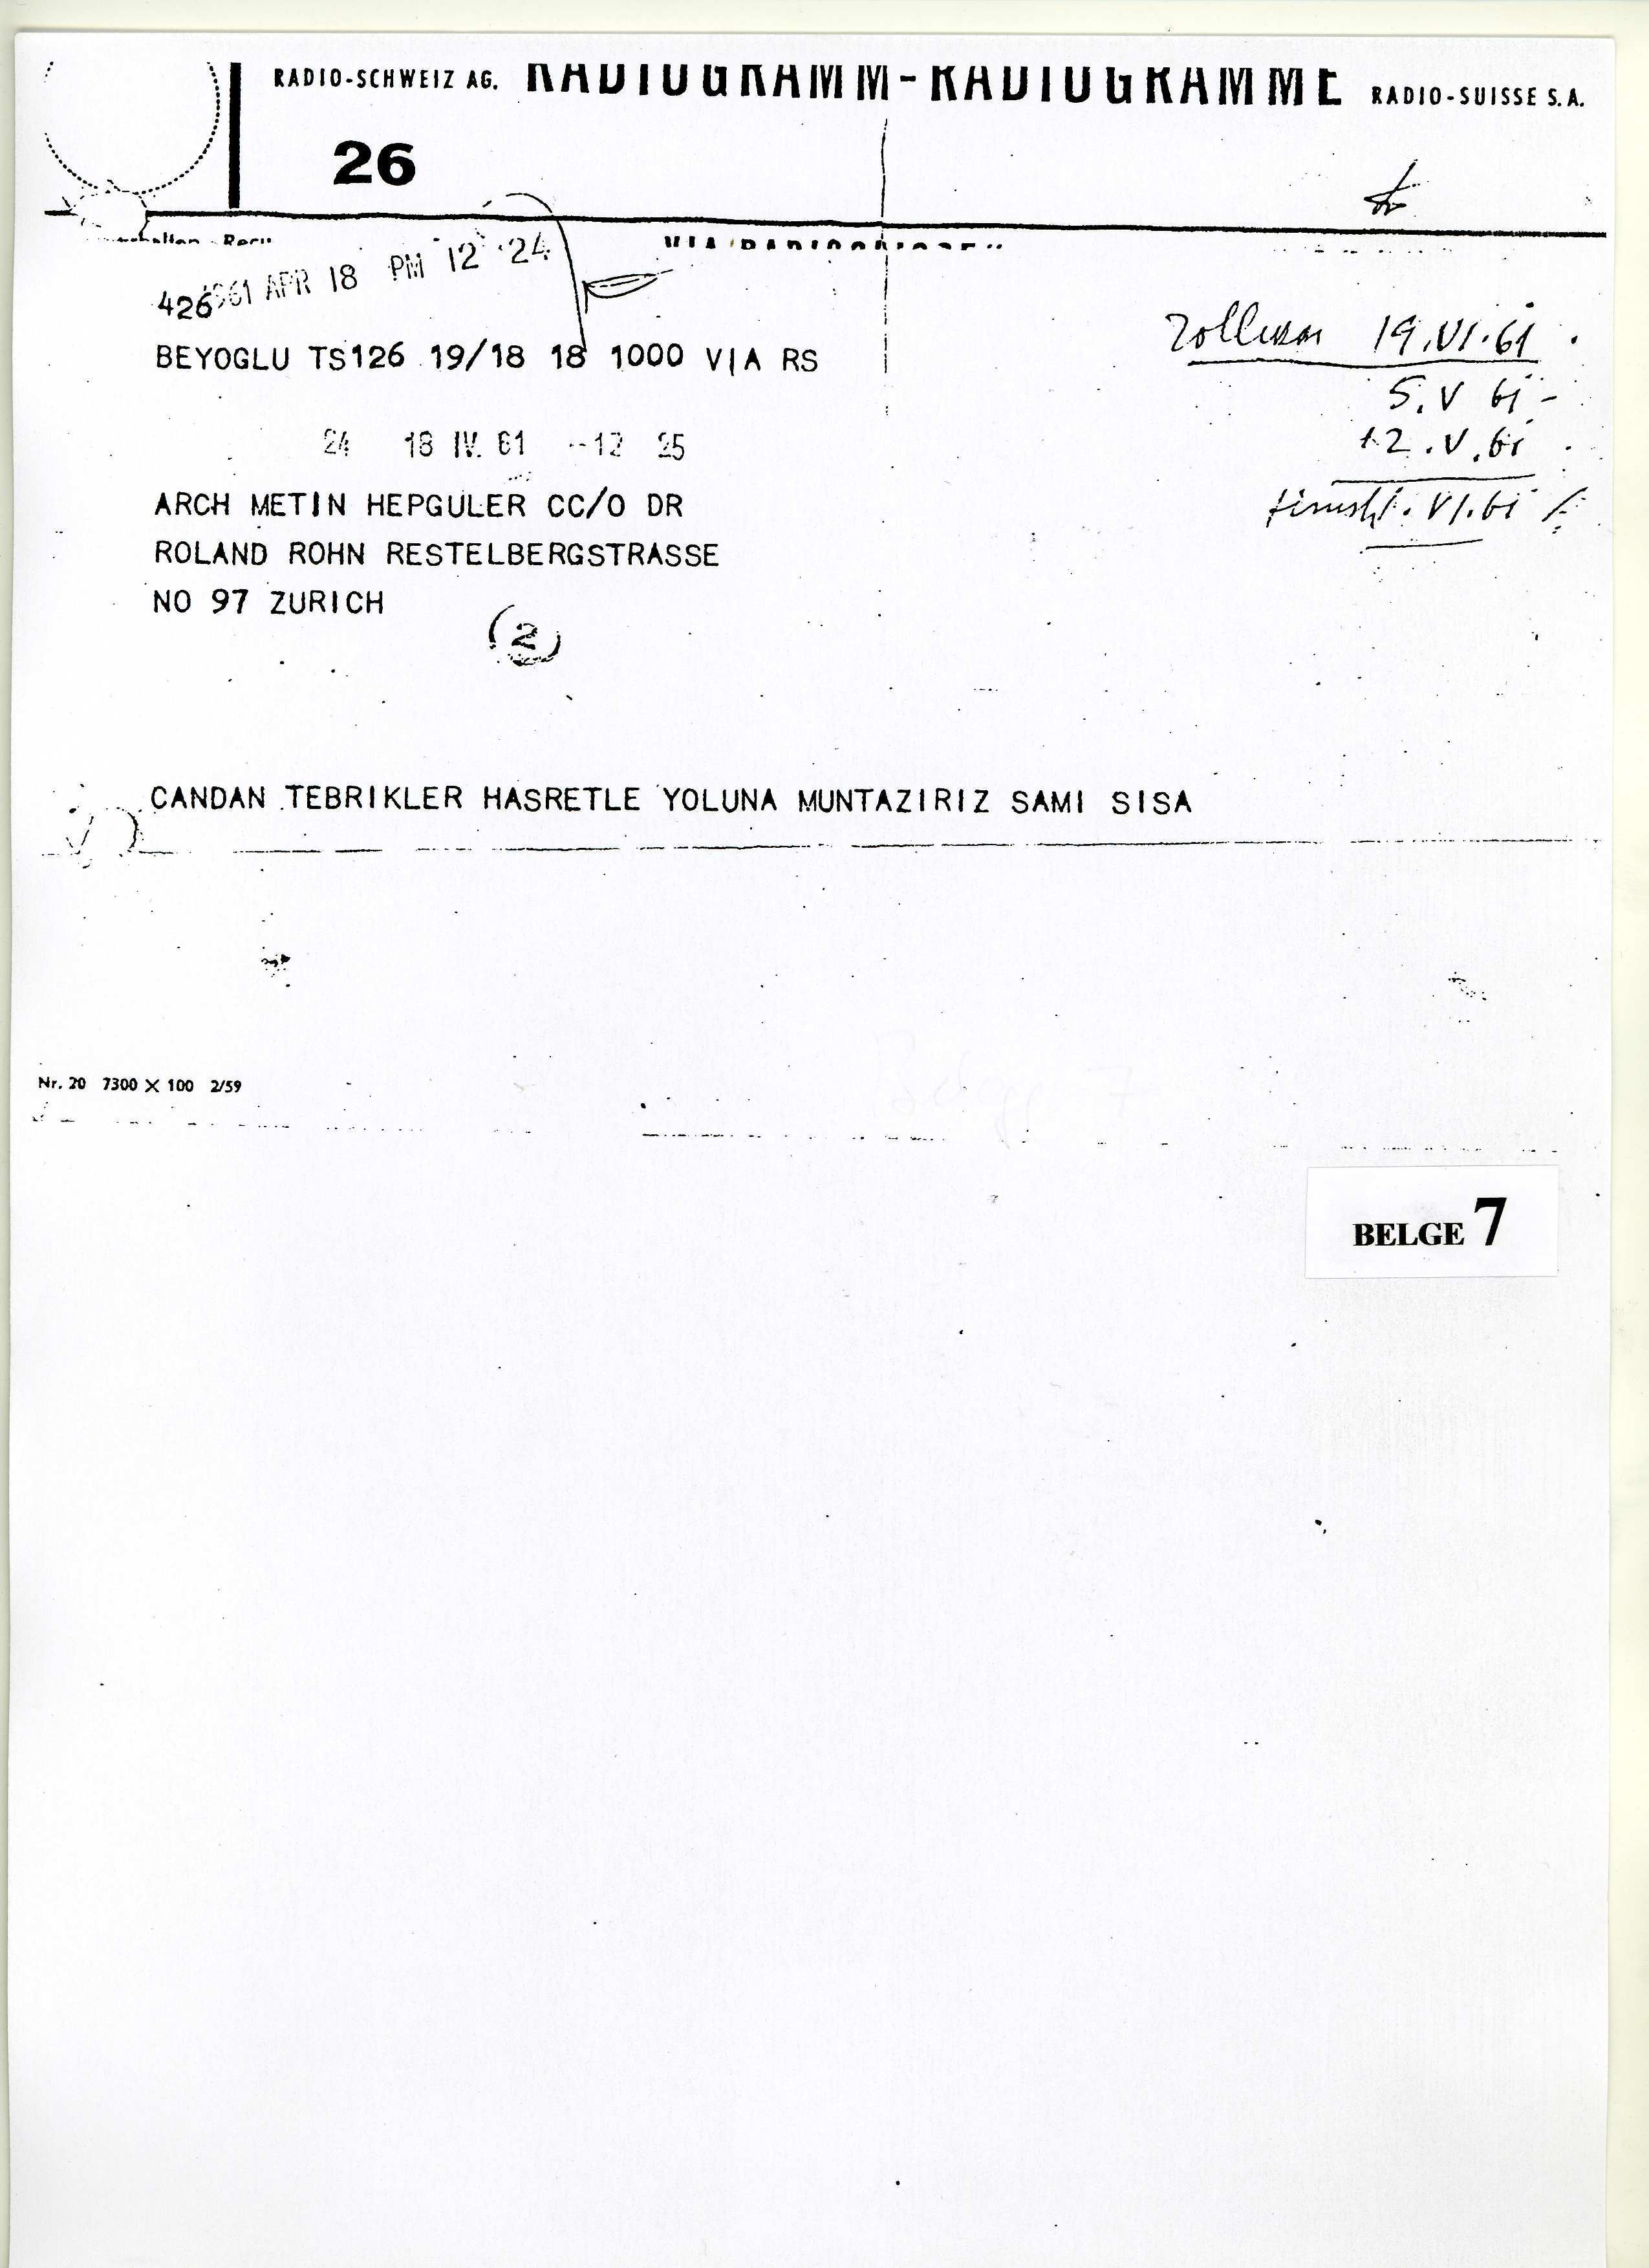 RADIO-SCHWEIZ AG. RADIOGRAMM-RADIOGRAMME RADIO-SUISSE S.A.
26
1961 APR 18 PM 12 24
426
BEYOGLU TS126 19/18 18 1000 VIA RS
19.VI.61
5.V 61-
24 18 IV. 61 --12 25
12.V.61
VI.61
ARCH METIN HEPGULER CC/O DR
ROLAND ROHN RESTELBERGSTRASSE
NO 97 ZURICH
2
CANDAN TEBRIKLER HASRETLE YOLUNA MUNTAZIRIZ SAMI SISA
Nr. 20 7300 X 100 2/59
BELGE 7